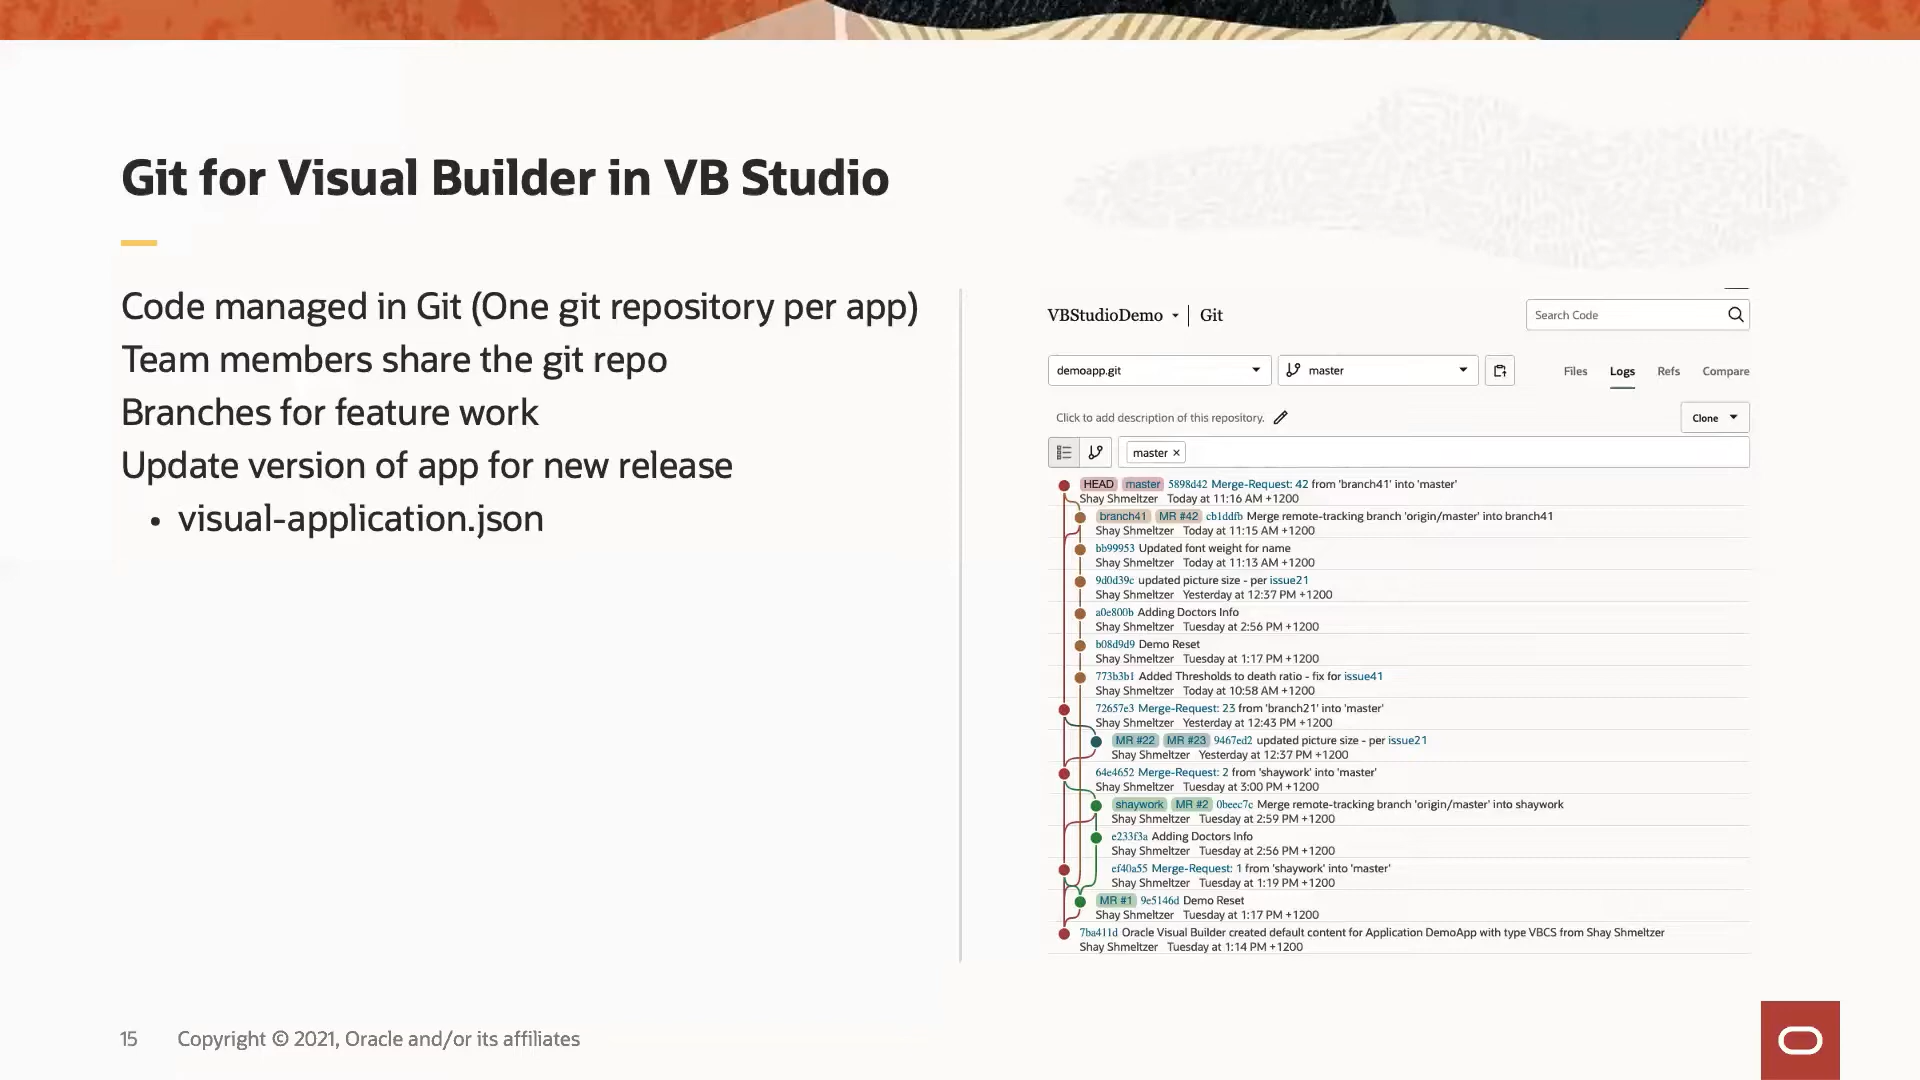 Git for Visual Builder in VB Studio
Code managed in Git (One git repository per app)
Team members share the git repo
Branches for feature work
Update version of app for new release
• visual-application.json
VBStudioDemo Git
Search Code
demoapp.git
master
Files Logs Refs Compare
Click to add description of this repository.
Clone
master ×
HEAD master 5898d42 Merge-Request: 42 from 'branch41' into 'master'
Shay Shmeltzer Today at 11:16 AM +1200
branch41 MR #42 cb1ddfb Merge remote-tracking branch 'origin/master' into branch41
Shay Shmeltzer Today at 11:15 AM +1200
bb99953 Updated font weight for name
Shay Shmeltzer Today at 11:13 AM +1200
9d0d39c updated picture size - per issue21
Shay Shmeltzer Yesterday at 12:37 PM +1200
a0e800b Adding Doctors Info
Shay Shmeltzer Tuesday at 2:56 PM +1200
b08d9d9 Demo Reset
Shay Shmeltzer Tuesday at 1:17 PM +1200
773b3b1 Added Thresholds to death ratio - fix for issue41
Shay Shmeltzer Today at 10:58 AM +1200
72657e3 Merge-Request: 23 from 'branch21' into 'master'
Shay Shmeltzer Yesterday at 12:43 PM +1200
MR #22 MR #23 9467ed2 updated picture size - per issue21
Shay Shmeltzer Yesterday at 12:37 PM +1200
64e4652 Merge-Request: 2 from 'shaywork' into 'master'
Shay Shmeltzer Tuesday at 3:00 PM +1200
shaywork MR #2 0beec7c Merge remote-tracking branch 'origin/master' into shaywork
Shay Shmeltzer Tuesday at 2:59 PM +1200
e233f3a Adding Doctors Info
Shay Shmeltzer Tuesday at 2:56 PM +1200
ef40a55 Merge-Request: 1 from 'shaywork' into 'master'
Shay Shmeltzer Tuesday at 1:19 PM +1200
MR #1 9e5146d Demo Reset
Shay Shmeltzer Tuesday at 1:17 PM +1200
7ba411d Oracle Visual Builder created default content for Application DemoApp with type VBCS from Shay Shmeltzer
Shay Shmeltzer Tuesday at 1:14 PM +1200
15 Copyright © 2021, Oracle and/or its affiliates